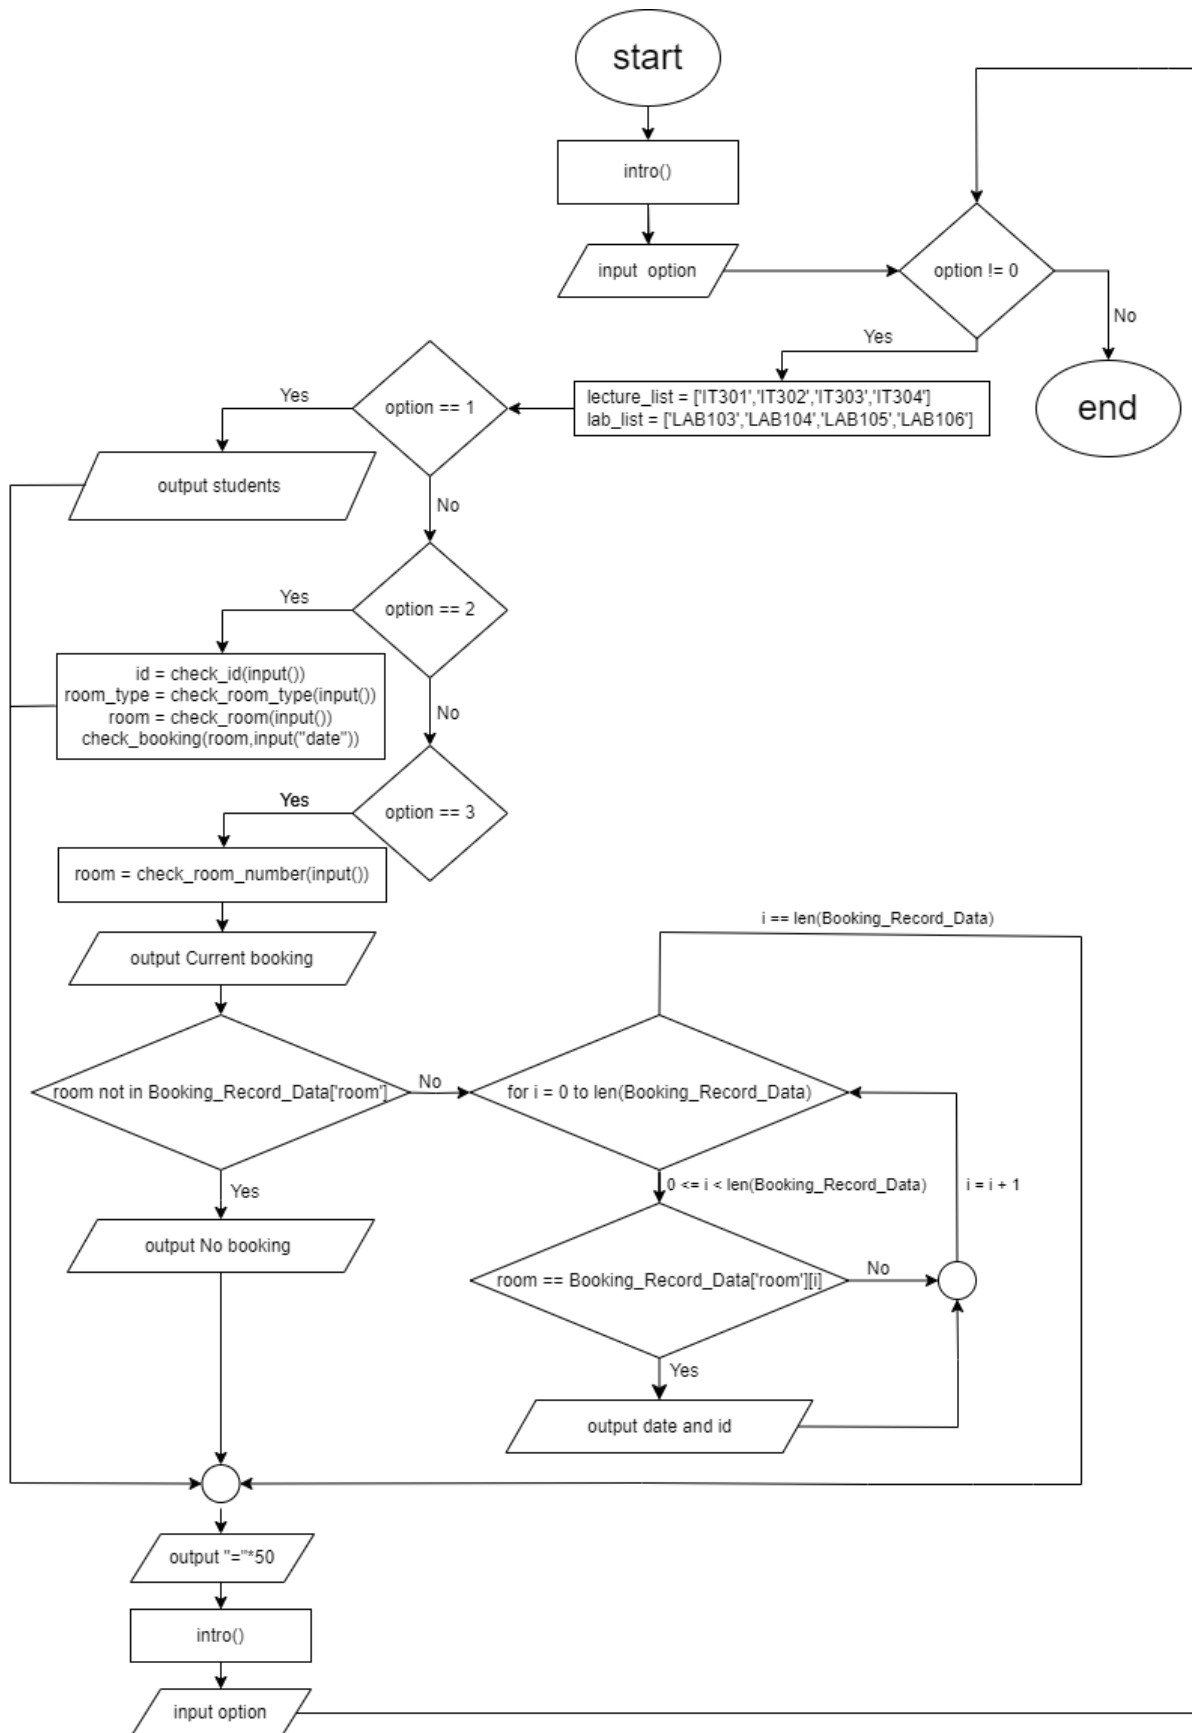 start
intro()
input option
option != 0
No
Yes
end
lecture_list = ['IT301','IT302','IT303','IT304']
lab_list = ['LAB103','LAB104','LAB105','LAB106']
option == 1
Yes
output students
No
option == 2
Yes
id = check_id(input())
room_type = check_room_type(input())
room = check_room(input())
check_booking(room,input("date"))
No
option == 3
Yes
room = check_room_number(input())
output Current booking
i == len(Booking_Record_Data)
room not in Booking_Record_Data['room']
No
for i = 0 to len(Booking_Record_Data)
Yes
0 <= i < len(Booking_Record_Data)
i = i + 1
output No booking
room == Booking_Record_Data['room'][i]
No
Yes
output date and id
output "="*50
intro()
input option